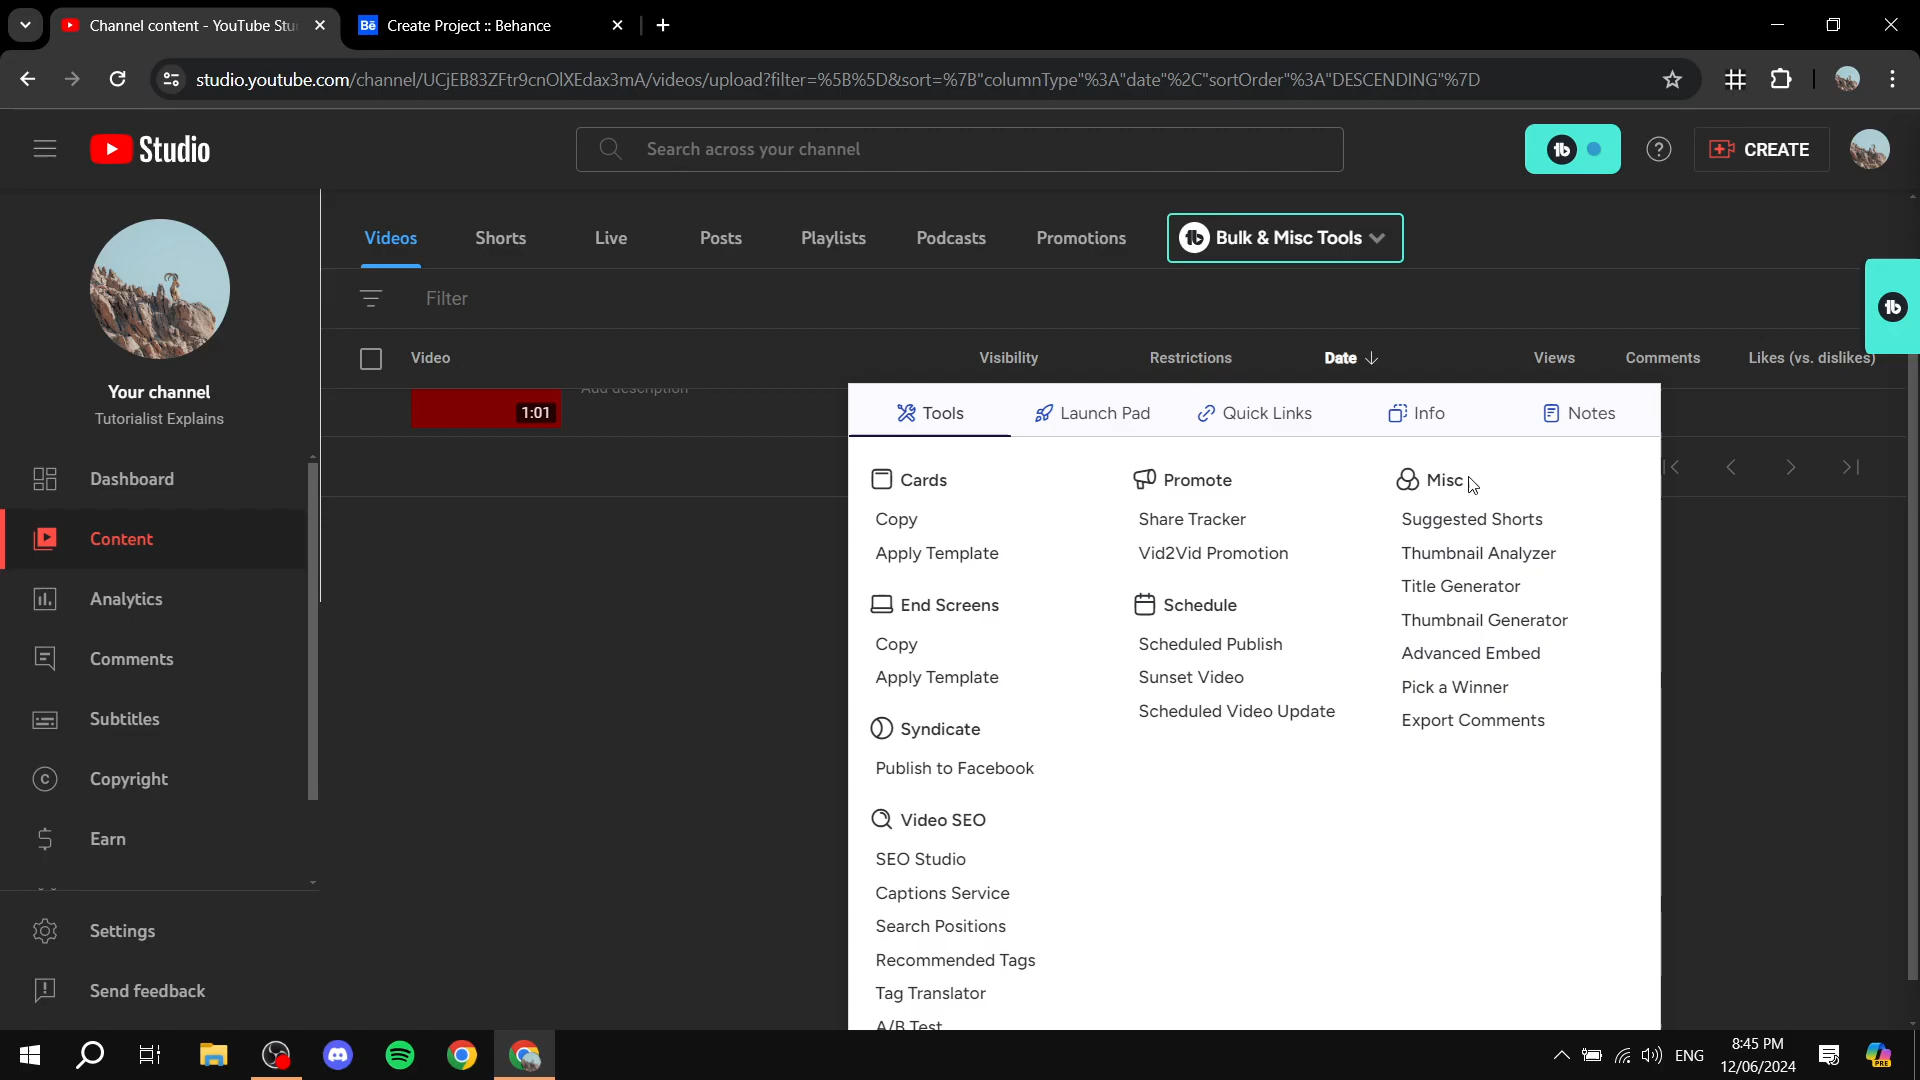 Channel content - YouTube Stu
Create Project :: Behance
studio.youtube.com/channel/UCjEB83ZFtr9cnOlXEdax3mA/videos/upload?filter=%5B%5D&sort=%7B"columnType"%3A"date"%2C"sortOrder"%3A"DESCENDING"%7D
Studio
Search across your channel
CREATE
Videos
Shorts
Live
Posts
Playlists
Podcasts
Promotions
Bulk & Misc Tools
Filter
Video
Visibility
Restrictions
Date
Views
Comments
Likes (vs. dislikes)
Add description
1:01
Your channel
Tutorialist Explains
Dashboard
Content
Analytics
Comments
Subtitles
Copyright
Earn
Settings
Send feedback
Tools
Launch Pad
Quick Links
Info
Notes
Cards
Copy
Apply Template
End Screens
Copy
Apply Template
Syndicate
Publish to Facebook
Video SEO
SEO Studio
Captions Service
Search Positions
Recommended Tags
Tag Translator
A/B Test
Promote
Share Tracker
Vid2Vid Promotion
Schedule
Scheduled Publish
Sunset Video
Scheduled Video Update
Misc
Suggested Shorts
Thumbnail Analyzer
Title Generator
Thumbnail Generator
Advanced Embed
Pick a Winner
Export Comments
ENG
8:45 PM
12/06/2024